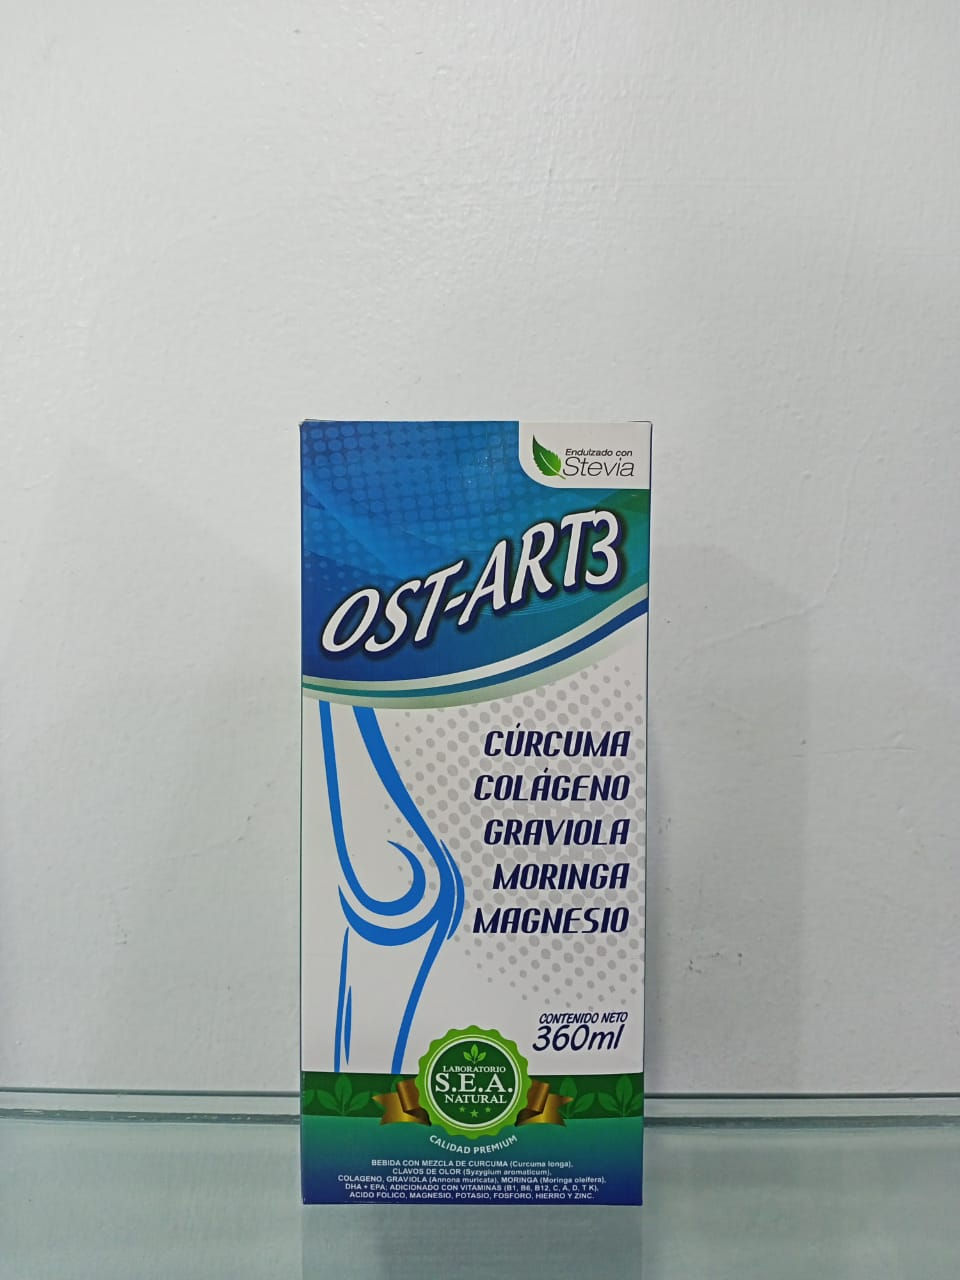 Endulzado con
Stevia
OST-ART3
CÚRCUMA
COLÁGENO
GRAVIOLA
MORINGA
MAGNESIO
CONTENIDO NETO
360ml
LABORATORIO
S.E.A.
NATURAL
CALIDAD PREMIUM
BEBIDA CON MEZCLA DE CURCUMA (Curcuma longa),
CLAVOS DE OLOR (Syzygium aromaticum),
COLAGENO, GRAVIOLA (Annona muricata), MORINGA (Moringa oleifera),
DHA + EPA; ADICIONADO CON VITAMINAS (B1, B6, B12, C, A, D, T K),
ACIDO FOLICO, MAGNESIO, POTASIO, FOSFORO, HIERRO Y ZINC.